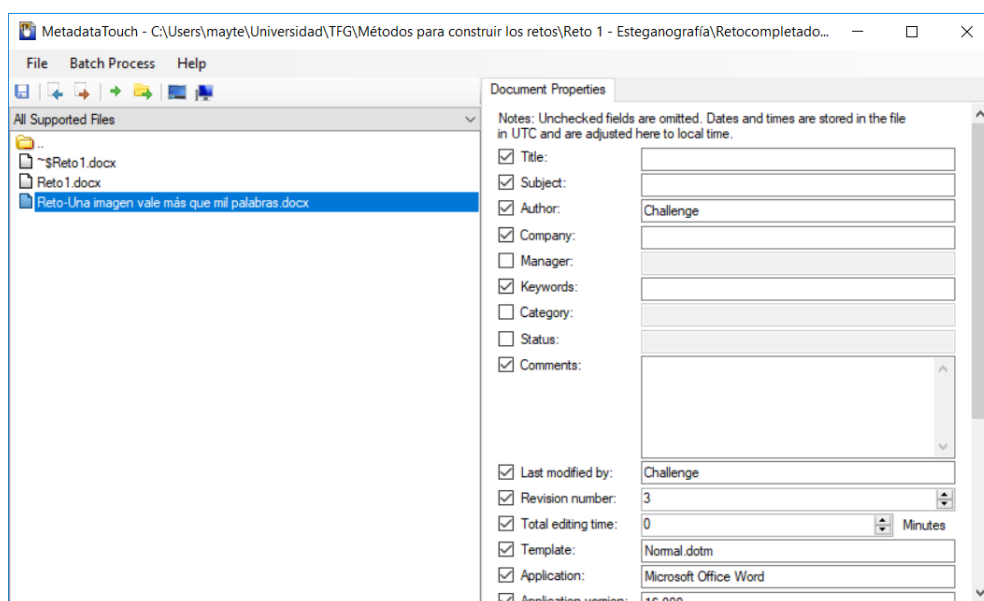 MetadataTouch - C:\Users\mayte\Universidad\TFG\Métodos para construir los retos\Reto 1 - Esteganografía\Retocompletado...
File Batch Process Help
All Supported Files
..
~$Reto1.docx
Reto1.docx
Reto-Una imagen vale más que mil palabras.docx
Document Properties
Notes: Unchecked fields are omitted. Dates and times are stored in the file
in UTC and are adjusted here to local time.
Title:
Subject:
Author: Challenge
Company:
Manager:
Keywords:
Category:
Status:
Comments:
Last modified by: Challenge
Revision number: 3
Total editing time: 0 Minutes
Template: Normal.dotm
Application: Microsoft Office Word
Application version: 16.000